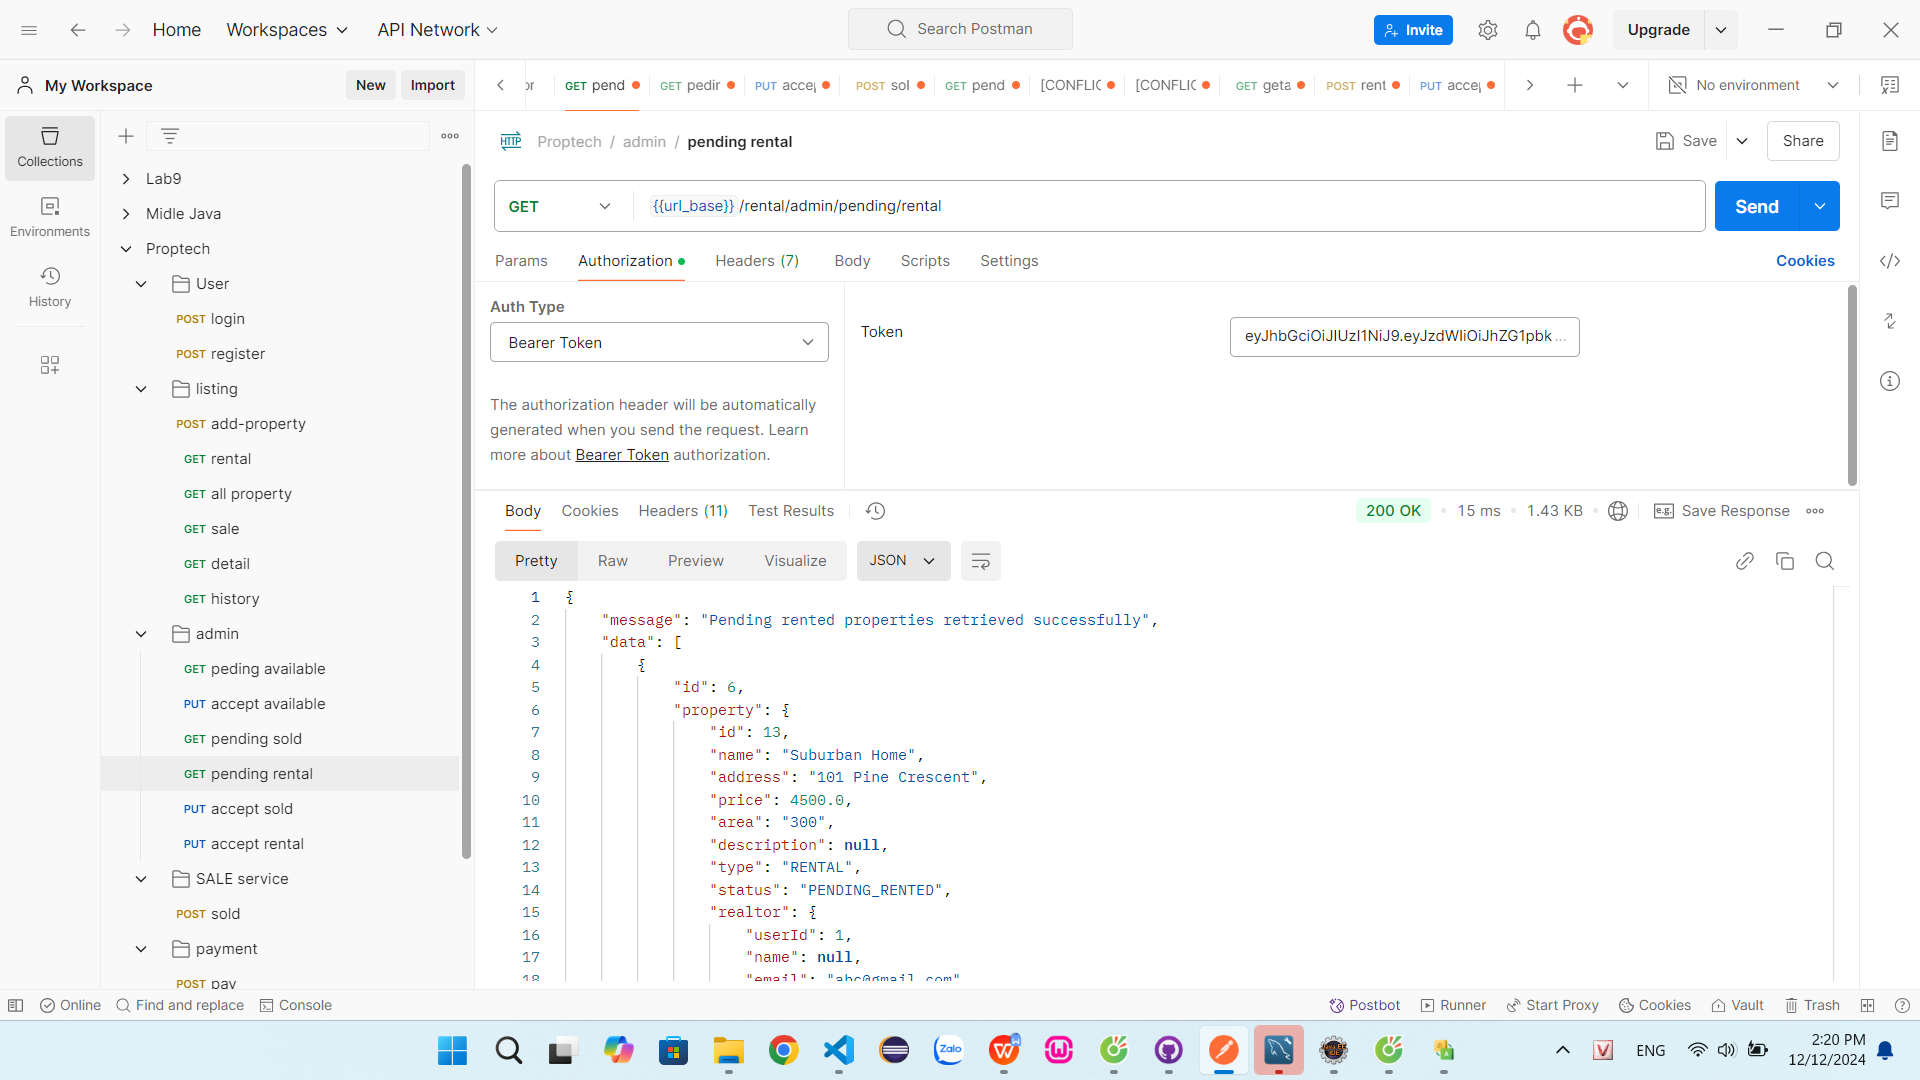 Home Workspaces API Network Search Postman Invite Upgrade
My Workspace New Import or GET pend GET pedir PUT accep POST sol GET pend [CONFLIC [CONFLIC GET geta POST rent PUT accep No environment
Collections
Environments
History
Lab9
Midle Java
Proptech
User
POST login
POST register
listing
POST add-property
GET rental
GET all property
GET sale
GET detail
GET history
admin
GET peding available
PUT accept available
GET pending sold
GET pending rental
PUT accept sold
PUT accept rental
SALE service
POST sold
payment
POST pay
HTTP Proptech / admin / pending rental Save Share
GET {{url_base}} /rental/admin/pending/rental Send
Params Authorization Headers (7) Body Scripts Settings Cookies
Auth Type
Bearer Token
Token eyJhbGciOiJIUzI1NiJ9.eyJzdWIiOiJhZG1pbk ...
The authorization header will be automatically
generated when you send the request. Learn
more about Bearer Token authorization.
Body Cookies Headers (11) Test Results 200 OK 15 ms 1.43 KB e.g. Save Response
Pretty Raw Preview Visualize JSON
1 {
2 "message": "Pending rented properties retrieved successfully",
3 "data": [
4 {
5 "id": 6,
6 "property": {
7 "id": 13,
8 "name": "Suburban Home",
9 "address": "101 Pine Crescent",
10 "price": 4500.0,
11 "area": "300",
12 "description": null,
13 "type": "RENTAL",
14 "status": "PENDING_RENTED",
15 "realtor": {
16 "userId": 1,
17 "name": null,
18 "email": "abc@gmail.com"
Online Find and replace Console Postbot Runner Start Proxy Cookies Vault Trash
Zalo ENG 2:20 PM
12/12/2024